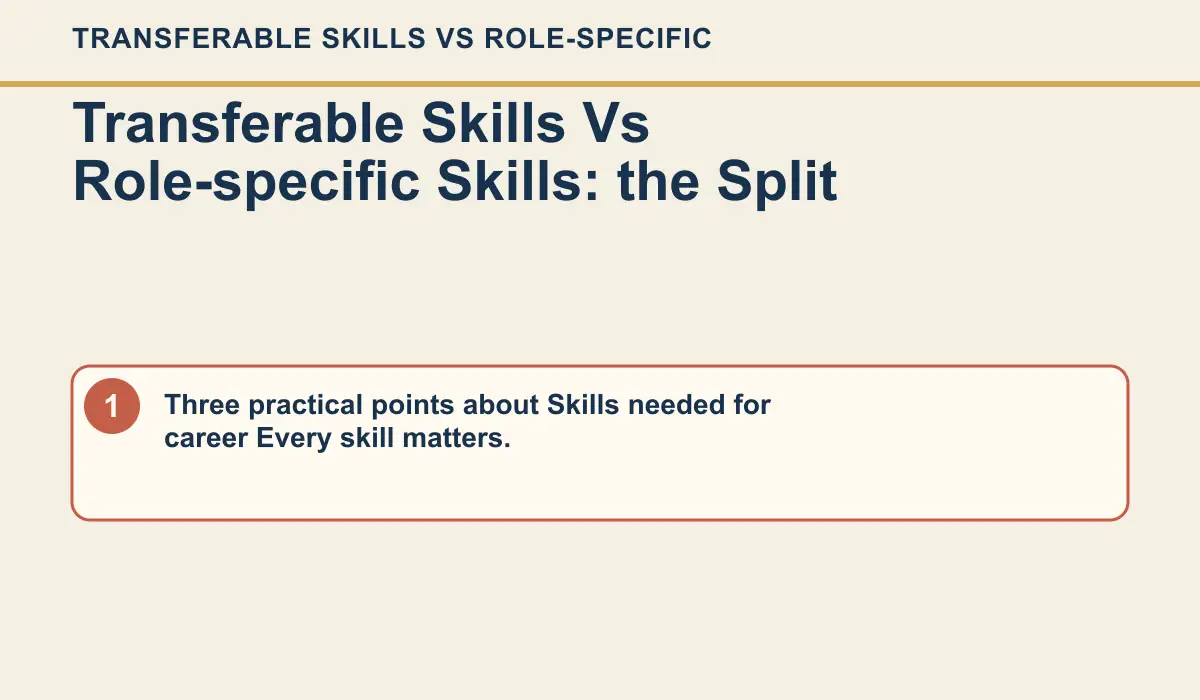 TRANSFERABLE SKILLS VS ROLE-SPECIFIC
Transferable Skills Vs
Role-specific Skills: the Split
1
Three practical points about Skills needed for
career Every skill matters.